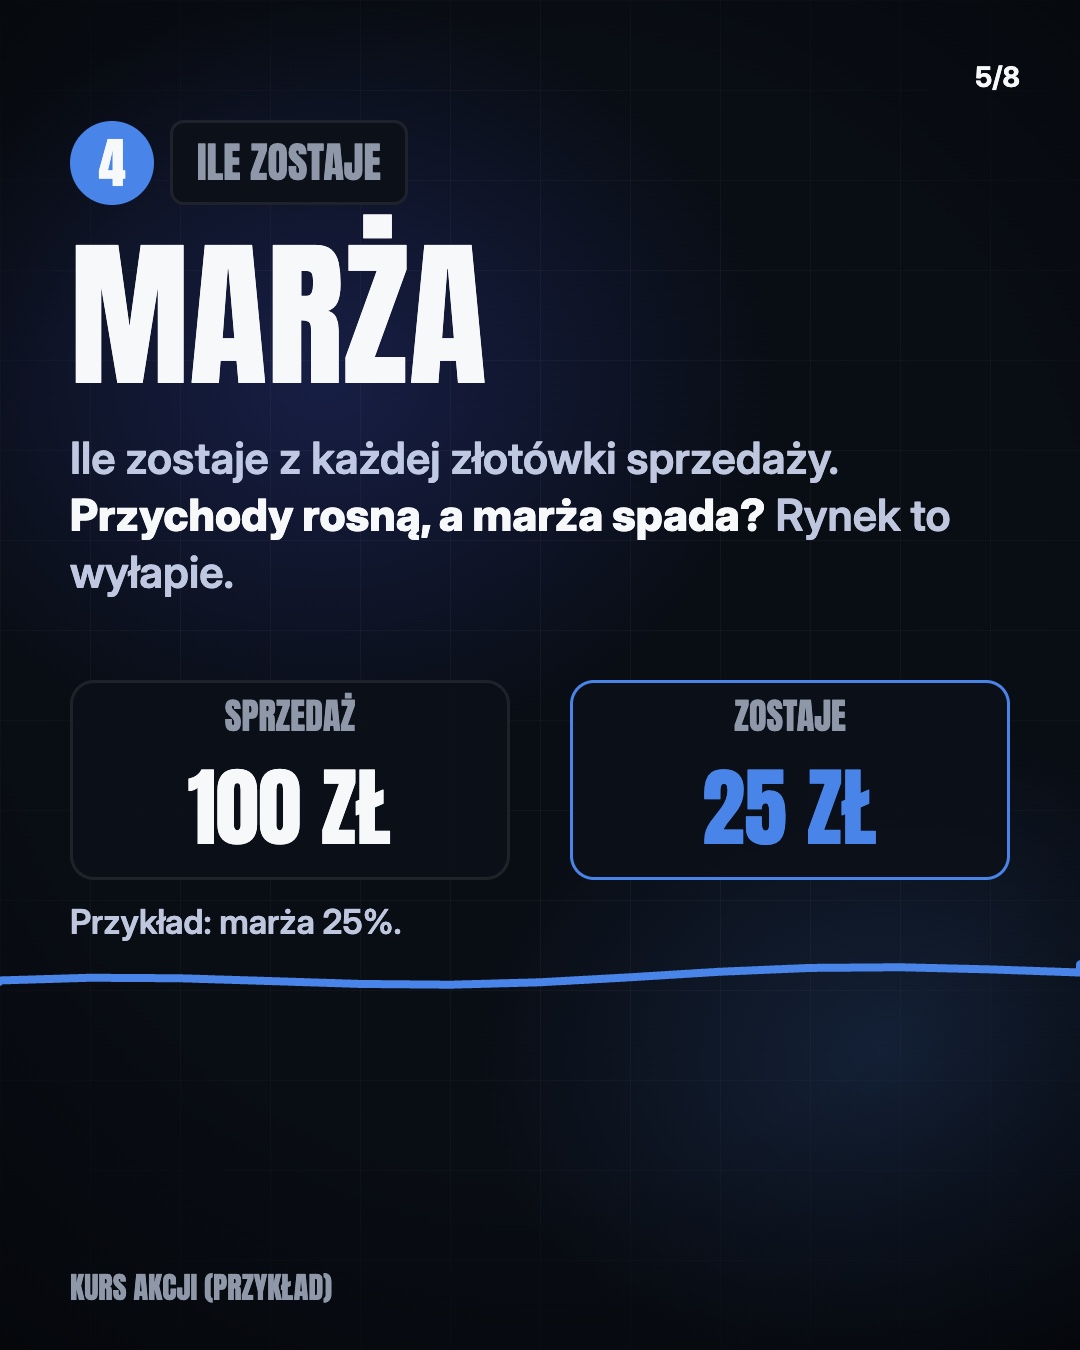 5/8
4
ILE ZOSTAJE
MARŻA
Ile zostaje z każdej złotówki sprzedaży.
Przychody rosną, a marża spada? Rynek to
wyłapie.
SPRZEDAŻ
100 ZŁ
ZOSTAJE
25 ZŁ
Przykład: marża 25%.
KURS AKCJI (PRZYKŁAD)